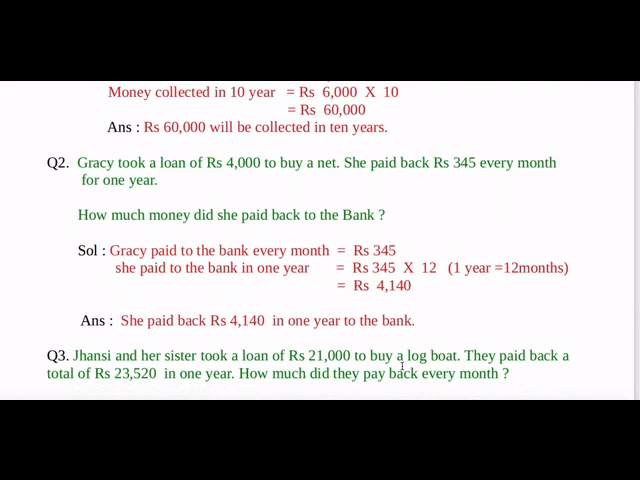 Money collected in 10 year = Rs 6,000 X 10
= Rs 60,000
Ans : Rs 60,000 will be collected in ten years.
Q2. Gracy took a loan of Rs 4,000 to buy a net. She paid back Rs 345 every month
for one year.
How much money did she paid back to the Bank ?
Sol : Gracy paid to the bank every month = Rs 345
she paid to the bank in one year = Rs 345 X 12 (1 year =12months)
= Rs 4,140
Ans : She paid back Rs 4,140 in one year to the bank.
Q3. Jhansi and her sister took a loan of Rs 21,000 to buy a log boat. They paid back a
total of Rs 23,520 in one year. How much did they pay back every month ?